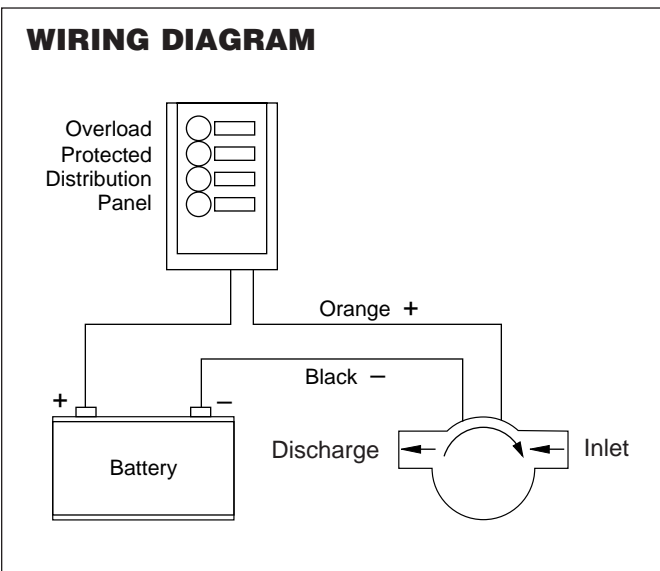 WIRING DIAGRAM
Overload
Protected
Distribution
Panel
Orange +
Black –
+ –
Battery
Discharge
Inlet